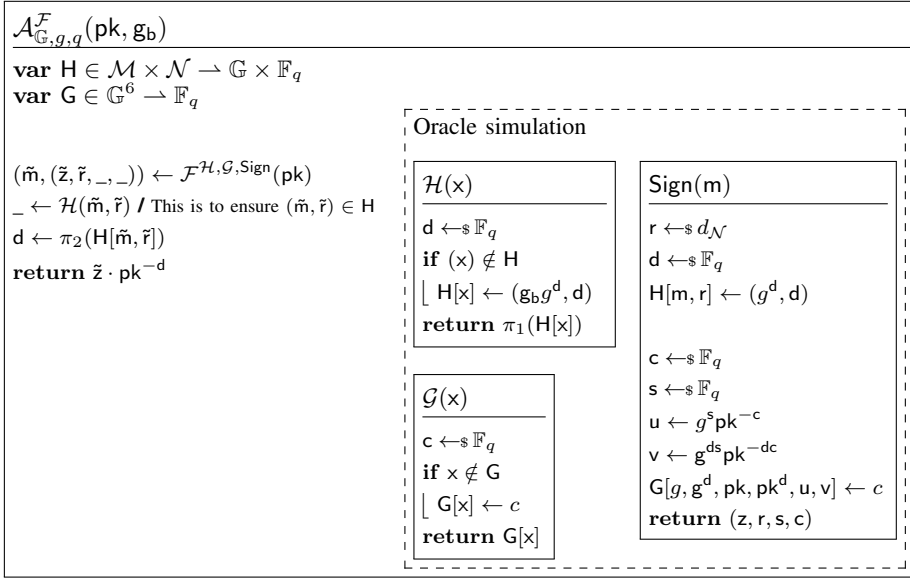 𝒜^ℱ_{𝔾,g,q}(pk, g_b)
var H ∈ ℳ × 𝒩 ⇀ 𝔾 × 𝔽_q
var G ∈ 𝔾^6 ⇀ 𝔽_q
(m̃, (z̃, r̃, _, _)) ← ℱ^{ℋ,𝒢,Sign}(pk)
_ ← ℋ(m̃, r̃) / This is to ensure (m̃, r̃) ∈ H
d ← π_2(H[m̃, r̃])
return z̃ · pk^{−d}
Oracle simulation
ℋ(x)
d ←$ 𝔽_q
if (x) ∉ H
⌊ H[x] ← (g_b g^d, d)
return π_1(H[x])
𝒢(x)
c ←$ 𝔽_q
if x ∉ G
⌊ G[x] ← c
return G[x]
Sign(m)
r ←$ d_𝒩
d ←$ 𝔽_q
H[m, r] ← (g^d, d)
c ←$ 𝔽_q
s ←$ 𝔽_q
u ← g^s pk^{−c}
v ← g^{ds} pk^{−dc}
G[g, g^d, pk, pk^d, u, v] ← c
return (z, r, s, c)